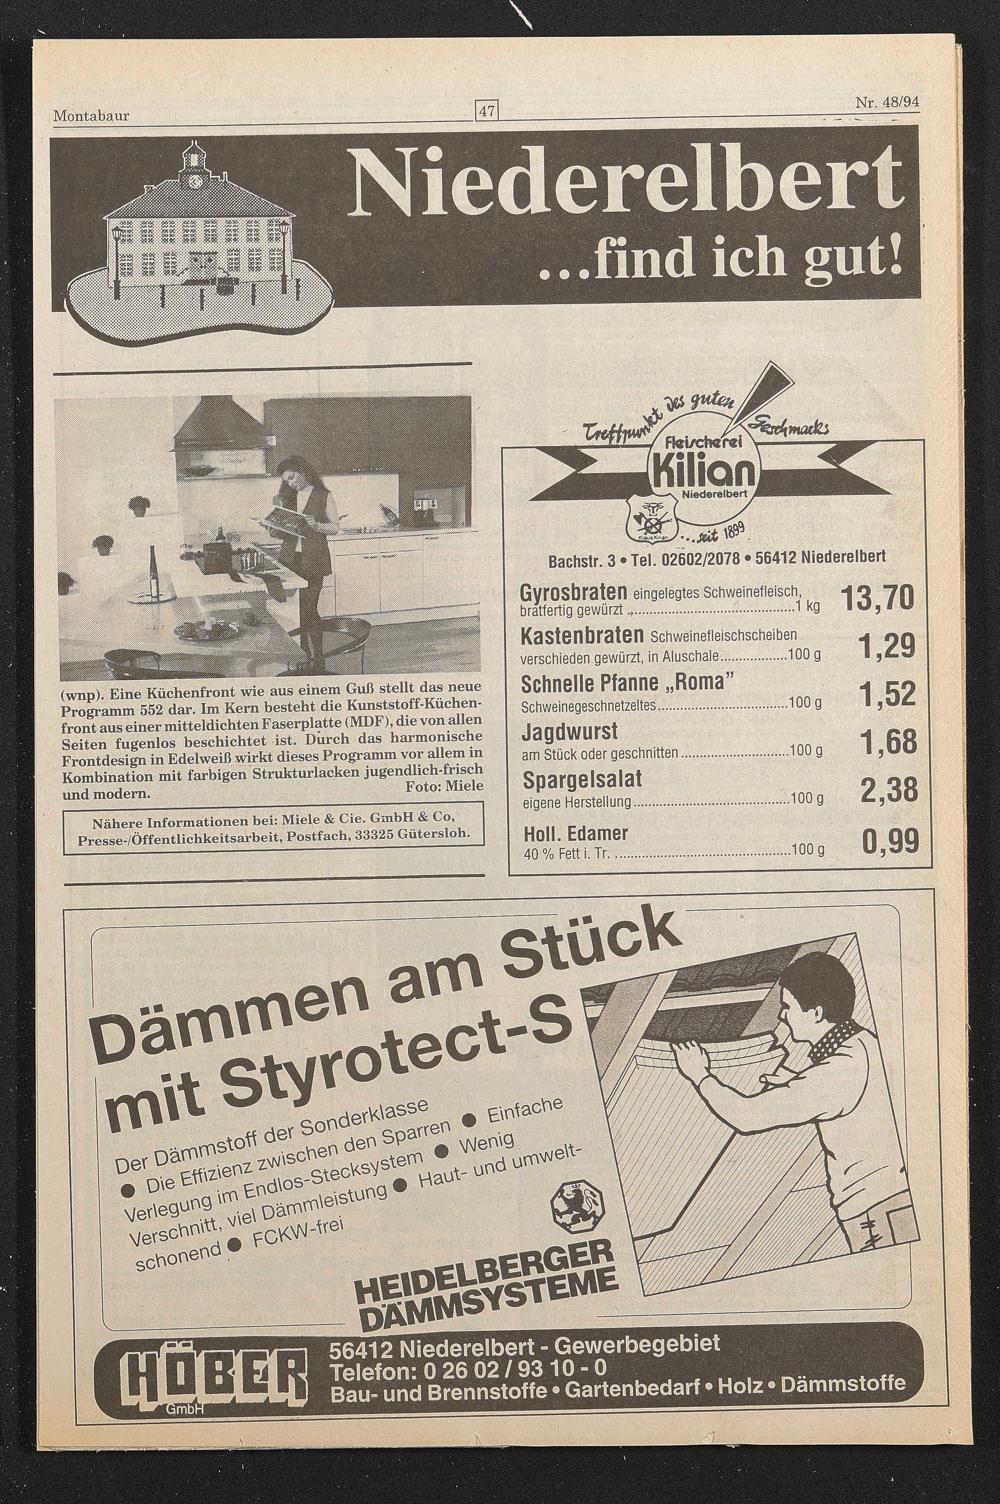 Montabaur
47
Nr. 48/94
Niederelbert
...find ich gut!
(wnp). Eine Küchenfront wie aus einem Guß stellt das neue
Programm 552 dar. Im Kern besteht die Kunststoff-Küchen-
front aus einer mitteldichten Faserplatte (MDF), die von allen
Seiten fugenlos beschichtet ist. Durch das harmonische
Frontdesign in Edelweiß wirkt dieses Programm vor allem in
Kombination mit farbigen Strukturlacken jugendlich-frisch
und modern. Foto: Miele
Nähere Informationen bei: Miele & Cie. GmbH & Co,
Presse-/Öffentlichkeitsarbeit, Postfach, 33325 Gütersloh.
Treffpunkt des guten Geschmacks
Fleischerei
Kilian
Niederelbert
Klaus Kilian
...seit 1899
Bachstr. 3 • Tel. 02602/2078 • 56412 Niederelbert
Gyrosbraten eingelegtes Schweinefleisch,
bratfertig gewürzt ........................................1 kg 13,70
Kastenbraten Schweinefleischscheiben
verschieden gewürzt, in Aluschale.................100 g 1,29
Schnelle Pfanne „Roma”
Schweinegeschnetzeltes.................................100 g 1,52
Jagdwurst
am Stück oder geschnitten ...........................100 g 1,68
Spargelsalat
eigene Herstellung.......................................100 g 2,38
Holl. Edamer
40 % Fett i. Tr. ............................................100 g 0,99
Dämmen am Stück
mit Styrotect-S
Der Dämmstoff der Sonderklasse
● Die Effizienz zwischen den Sparren ● Einfache
Verlegung im Endlos-Stecksystem ● Wenig
Verschnitt, viel Dämmleistung ● Haut- und umwelt-
schonend ● FCKW-frei
HEIDELBERGER
DÄMMSYSTEME
HÖBER
GmbH
56412 Niederelbert - Gewerbegebiet
Telefon: 0 26 02 / 93 10 - 0
Bau- und Brennstoffe • Gartenbedarf • Holz • Dämmstoffe